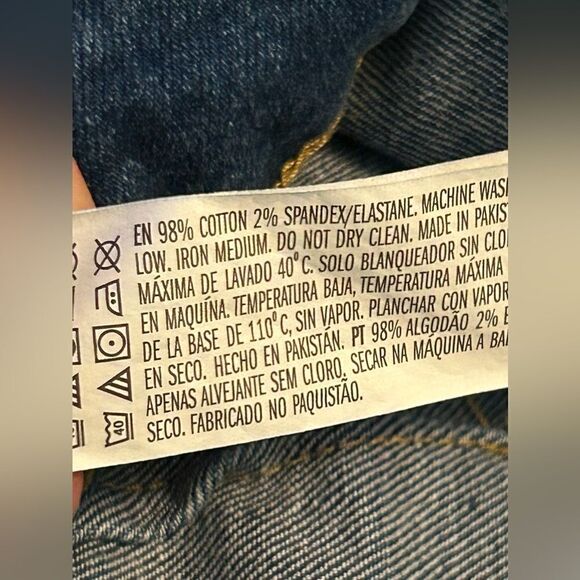 EN 98% COTTON 2% SPANDEX/ELASTANE. MACHINE
LOW. IRON MEDIUM. DO NOT DRY CLEAN. MADE IN
MÁXIMA DE LAVADO 40°C. SOLO BLANQUEADOR SIN
EN MAQUÍNA. TEMPERATURA BAJA, TEMPERATURA MÁXIMA
DE LA BASE DE 110°C, SIN VAPOR. PLANCHAR CON VAPOR
EN SECO. HECHO EN PAKISTÁN. PT 98% ALGODÃO 2%
APENAS ALVEJANTE SEM CLORO. SECAR NA MÁQUINA A
SECO. FABRICADO NO PAQUISTÃO.
40